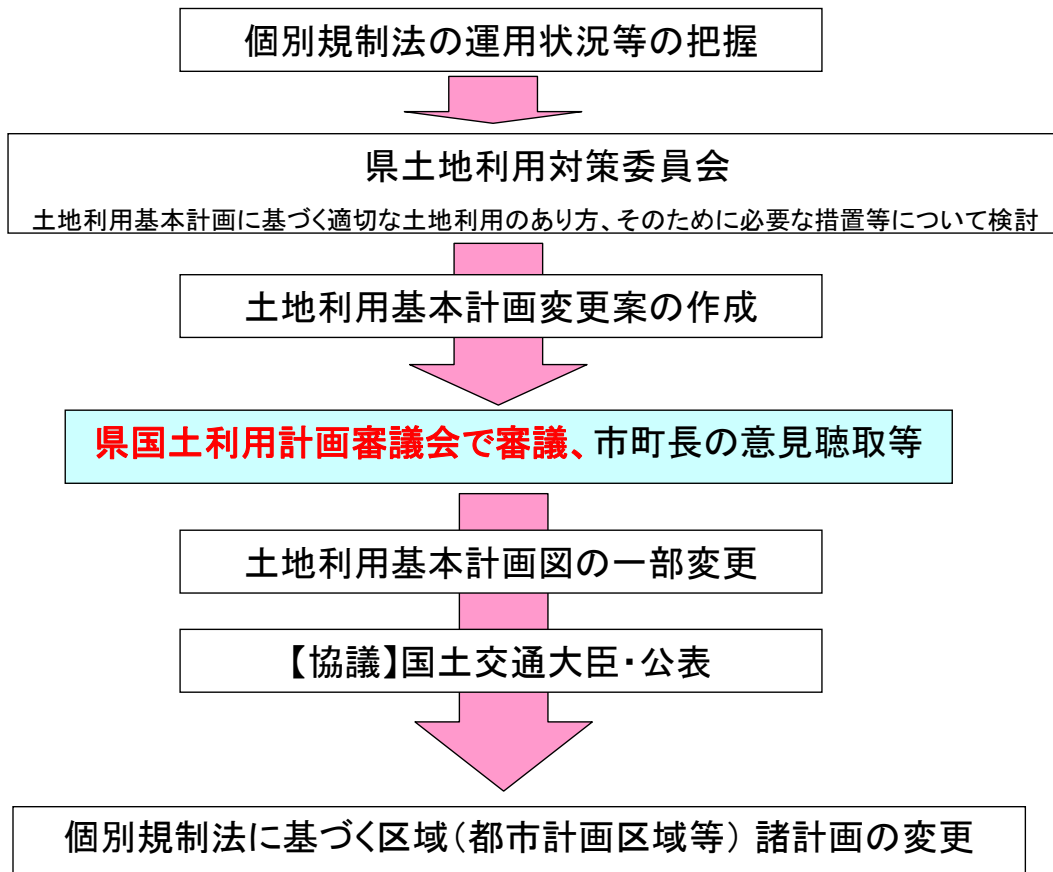 個別規制法の運用状況等の把握
県土地利用対策委員会
土地利用基本計画に基づく適切な土地利用のあり方、そのために必要な措置等について検討
土地利用基本計画変更案の作成
県国土利用計画審議会で審議、市町長の意見聴取等
土地利用基本計画図の一部変更
【協議】国土交通大臣・公表
個別規制法に基づく区域（都市計画区域等） 諸計画の変更